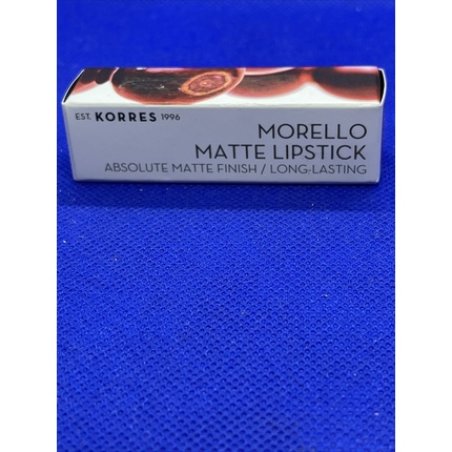 EST. KORRES 1996
MORELLO
MATTE LIPSTICK
ABSOLUTE MATTE FINISH / LONG-LASTING